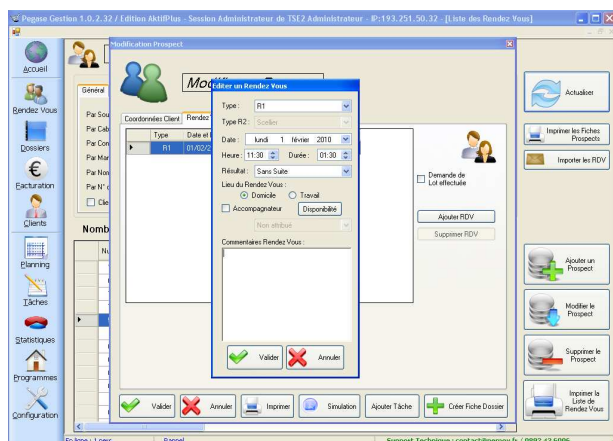 Pegase Gestion 1.0.2.32 / Edition AktifPlus - Session Administrateur de TSE2 Administrateur - IP:193.251.50.32 - [Liste des Rendez Vous]
Accueil
Rendez Vous
Dossiers
Facturation
Clients
Planning
Tâches
Statistiques
Programmes
Configuration
Général
Par Sou
Par Cab
Par Con
Par Mar
Par Nom
Par N° c
Clie
Nomb
Nu
Modification Prospect
Coordonnées Client
Rendez
Type
Date et
R1
01/02/2
Editer un Rendez Vous
Type : R1
Type R2 : Scellier
Date : lundi 1 février 2010
Heure : 11:30 Durée : 01:30
Résultat : Sans Suite
Lieu du Rendez Vous :
Domicile Travail
Accompagnateur Disponibilité
Non attribué
Commentaires Rendez Vous :
Valider Annuler
Demande de
Lot effectuée
Ajouter RDV
Supprimer RDV
Valider Annuler Imprimer Simulation Ajouter Tâche Créer Fiche Dossier
Actualiser
Imprimer les Fiches
Prospects
Importer les RDV
Ajouter un
Prospect
Modifier le
Prospect
Supprimer le
Prospect
Imprimer la
Liste de
Rendez Vous